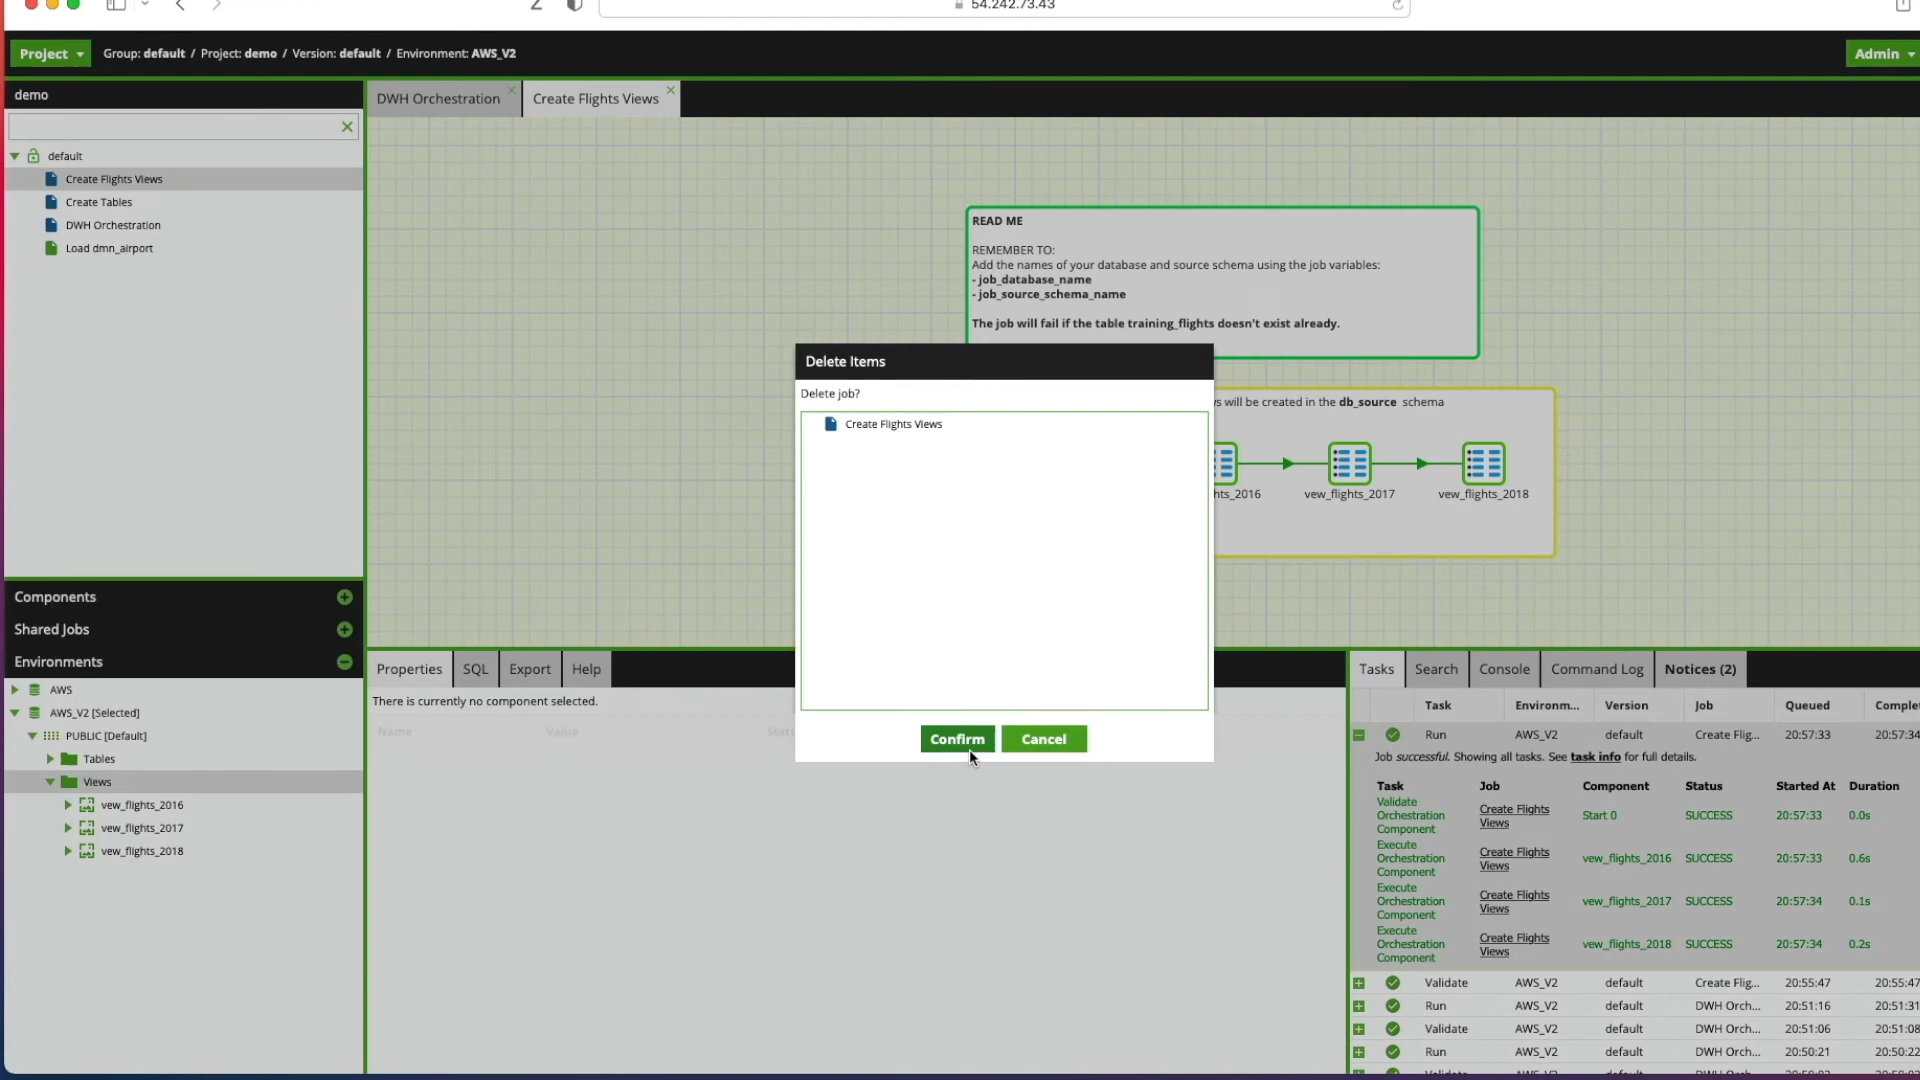 54.242.73.43
Project
Group: default / Project: demo / Version: default / Environment: AWS_V2
Admin
demo
default
Create Flights Views
Create Tables
DWH Orchestration
Load dmn_airport
DWH Orchestration
Create Flights Views
READ ME
REMEMBER TO:
Add the names of your database and source schema using the job variables:
- job_database_name
- job_source_schema_name
The job will fail if the table training_flights doesn't exist already.
ws will be created in the db_source schema
hts_2016
vew_flights_2017
vew_flights_2018
Delete Items
Delete job?
Create Flights Views
Confirm
Cancel
Components
Shared Jobs
Environments
AWS
AWS_V2 [Selected]
PUBLIC [Default]
Tables
Views
vew_flights_2016
vew_flights_2017
vew_flights_2018
Properties
SQL
Export
Help
There is currently no component selected.
Name Value Statu
Tasks
Search
Console
Command Log
Notices (2)
Task Environm... Version Job Queued Complet
Run AWS_V2 default Create Flig... 20:57:33 20:57:34
Job successful. Showing all tasks. See task info for full details.
Task Job Component Status Started At Duration
Validate Orchestration Component Create Flights Views Start 0 SUCCESS 20:57:33 0.0s
Execute Orchestration Component Create Flights Views vew_flights_2016 SUCCESS 20:57:33 0.6s
Execute Orchestration Component Create Flights Views vew_flights_2017 SUCCESS 20:57:34 0.1s
Execute Orchestration Component Create Flights Views vew_flights_2018 SUCCESS 20:57:34 0.2s
Validate AWS_V2 default Create Flig... 20:55:47 20:55:47
Run AWS_V2 default DWH Orch... 20:51:16 20:51:31
Validate AWS_V2 default DWH Orch... 20:51:06 20:51:08
Run AWS_V2 default DWH Orch... 20:50:21 20:50:22